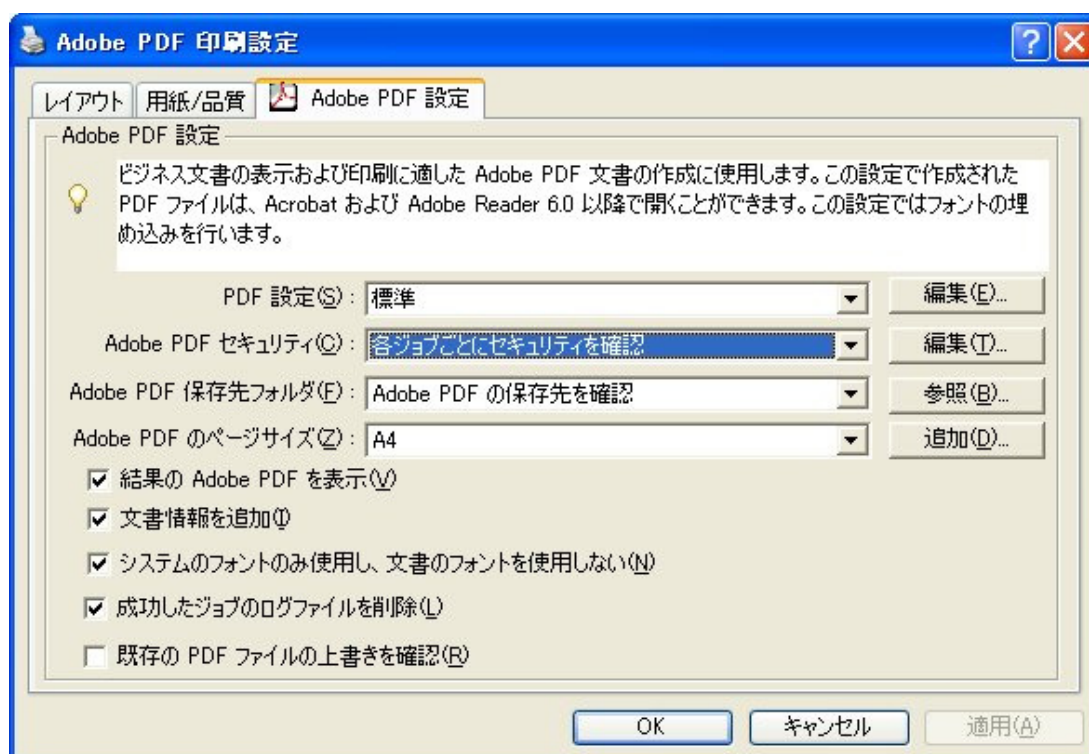 Adobe PDF 印刷設定
レイアウト 用紙/品質 Adobe PDF 設定
Adobe PDF 設定
ビジネス文書の表示および印刷に適した Adobe PDF 文書の作成に使用します。この設定で作成された
PDF ファイルは、Acrobat および Adobe Reader 6.0 以降で開くことができます。この設定ではフォントの埋
め込みを行います。
PDF 設定(S): 標準 編集(E)...
Adobe PDF セキュリティ(C): 各ジョブごとにセキュリティを確認 編集(T)...
Adobe PDF 保存先フォルダ(F): Adobe PDF の保存先を確認 参照(B)...
Adobe PDF のページサイズ(Z): A4 追加(D)...
結果の Adobe PDF を表示(V)
文書情報を追加(I)
システムのフォントのみ使用し、文書のフォントを使用しない(N)
成功したジョブのログファイルを削除(L)
既存の PDF ファイルの上書きを確認(R)
OK キャンセル 適用(A)